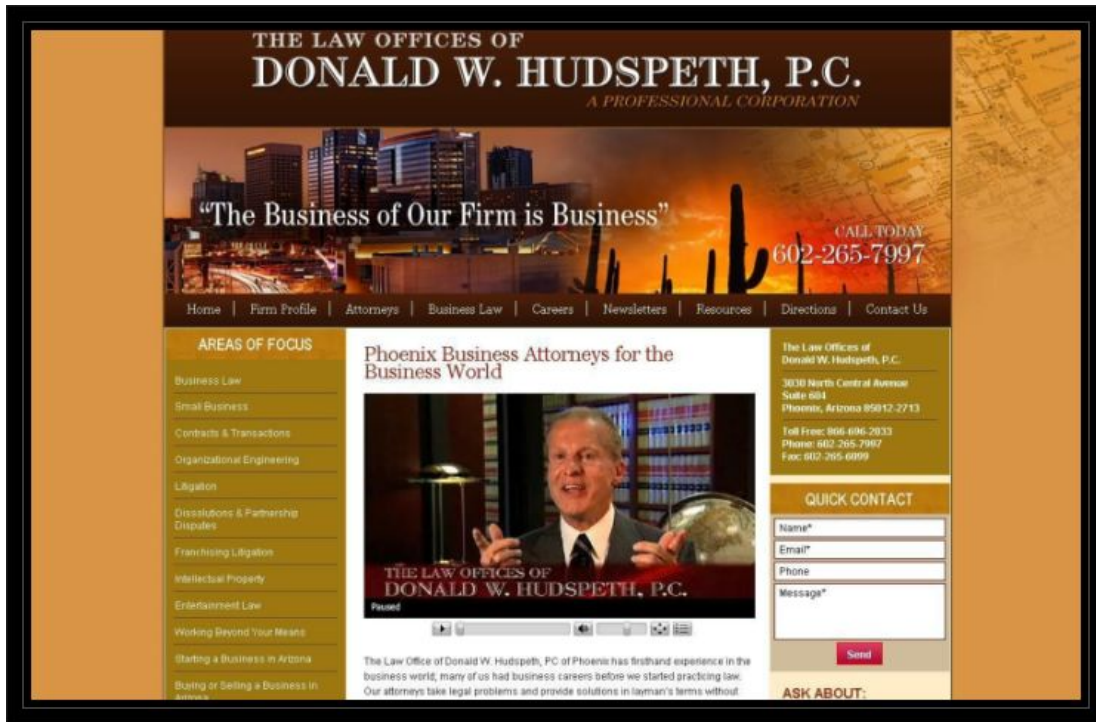 THE LAW OFFICES OF
DONALD W. HUDSPETH, P.C.
A PROFESSIONAL CORPORATION
“The Business of Our Firm is Business”
CALL TODAY
602-265-7997
Home | Firm Profile | Attorneys | Business Law | Careers | Newsletters | Resources | Directions | Contact Us
AREAS OF FOCUS
Business Law
Small Business
Contracts & Transactions
Organizational Engineering
Litigation
Dissolutions & Partnership
Disputes
Franchising Litigation
Intellectual Property
Entertainment Law
Working Beyond Your Means
Starting a Business in Arizona
Buying or Selling a Business in
Arizona
Phoenix Business Attorneys for the
Business World
THE LAW OFFICES OF
DONALD W. HUDSPETH, P.C.
Paused
The Law Office of Donald W. Hudspeth, PC of Phoenix has firsthand experience in the
business world; many of us had business careers before we started practicing law.
Our attorneys take legal problems and provide solutions in layman's terms without
The Law Offices of
Donald W. Hudspeth, P.C.
3030 North Central Avenue
Suite 604
Phoenix, Arizona 85012-2713
Toll Free: 866-696-2033
Phone: 602-265-7997
Fax: 602-265-6099
QUICK CONTACT
Name*
Email*
Phone
Message*
Send
ASK ABOUT: